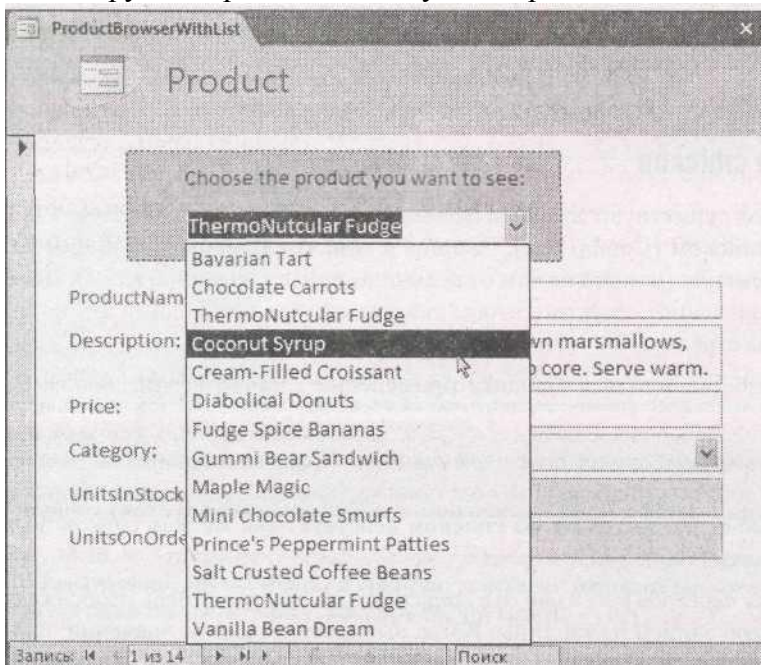 ProductBrowserWithList
Product
Choose the product you want to see:
ThermoNutcular Fudge
Bavarian Tart
Chocolate Carrots
ThermoNutcular Fudge
Coconut Syrup
Cream-Filled Croissant
Diabolical Donuts
Fudge Spice Bananas
Gummi Bear Sandwich
Maple Magic
Mini Chocolate Smurfs
Prince's Peppermint Patties
Salt Crusted Coffee Beans
ThermoNutcular Fudge
Vanilla Bean Dream
ProductNam
Description: wn marsmallows,
core. Serve warm.
Price:
Category:
UnitsInStock
UnitsOnOrde
Запись: 1 из 14 Поиск